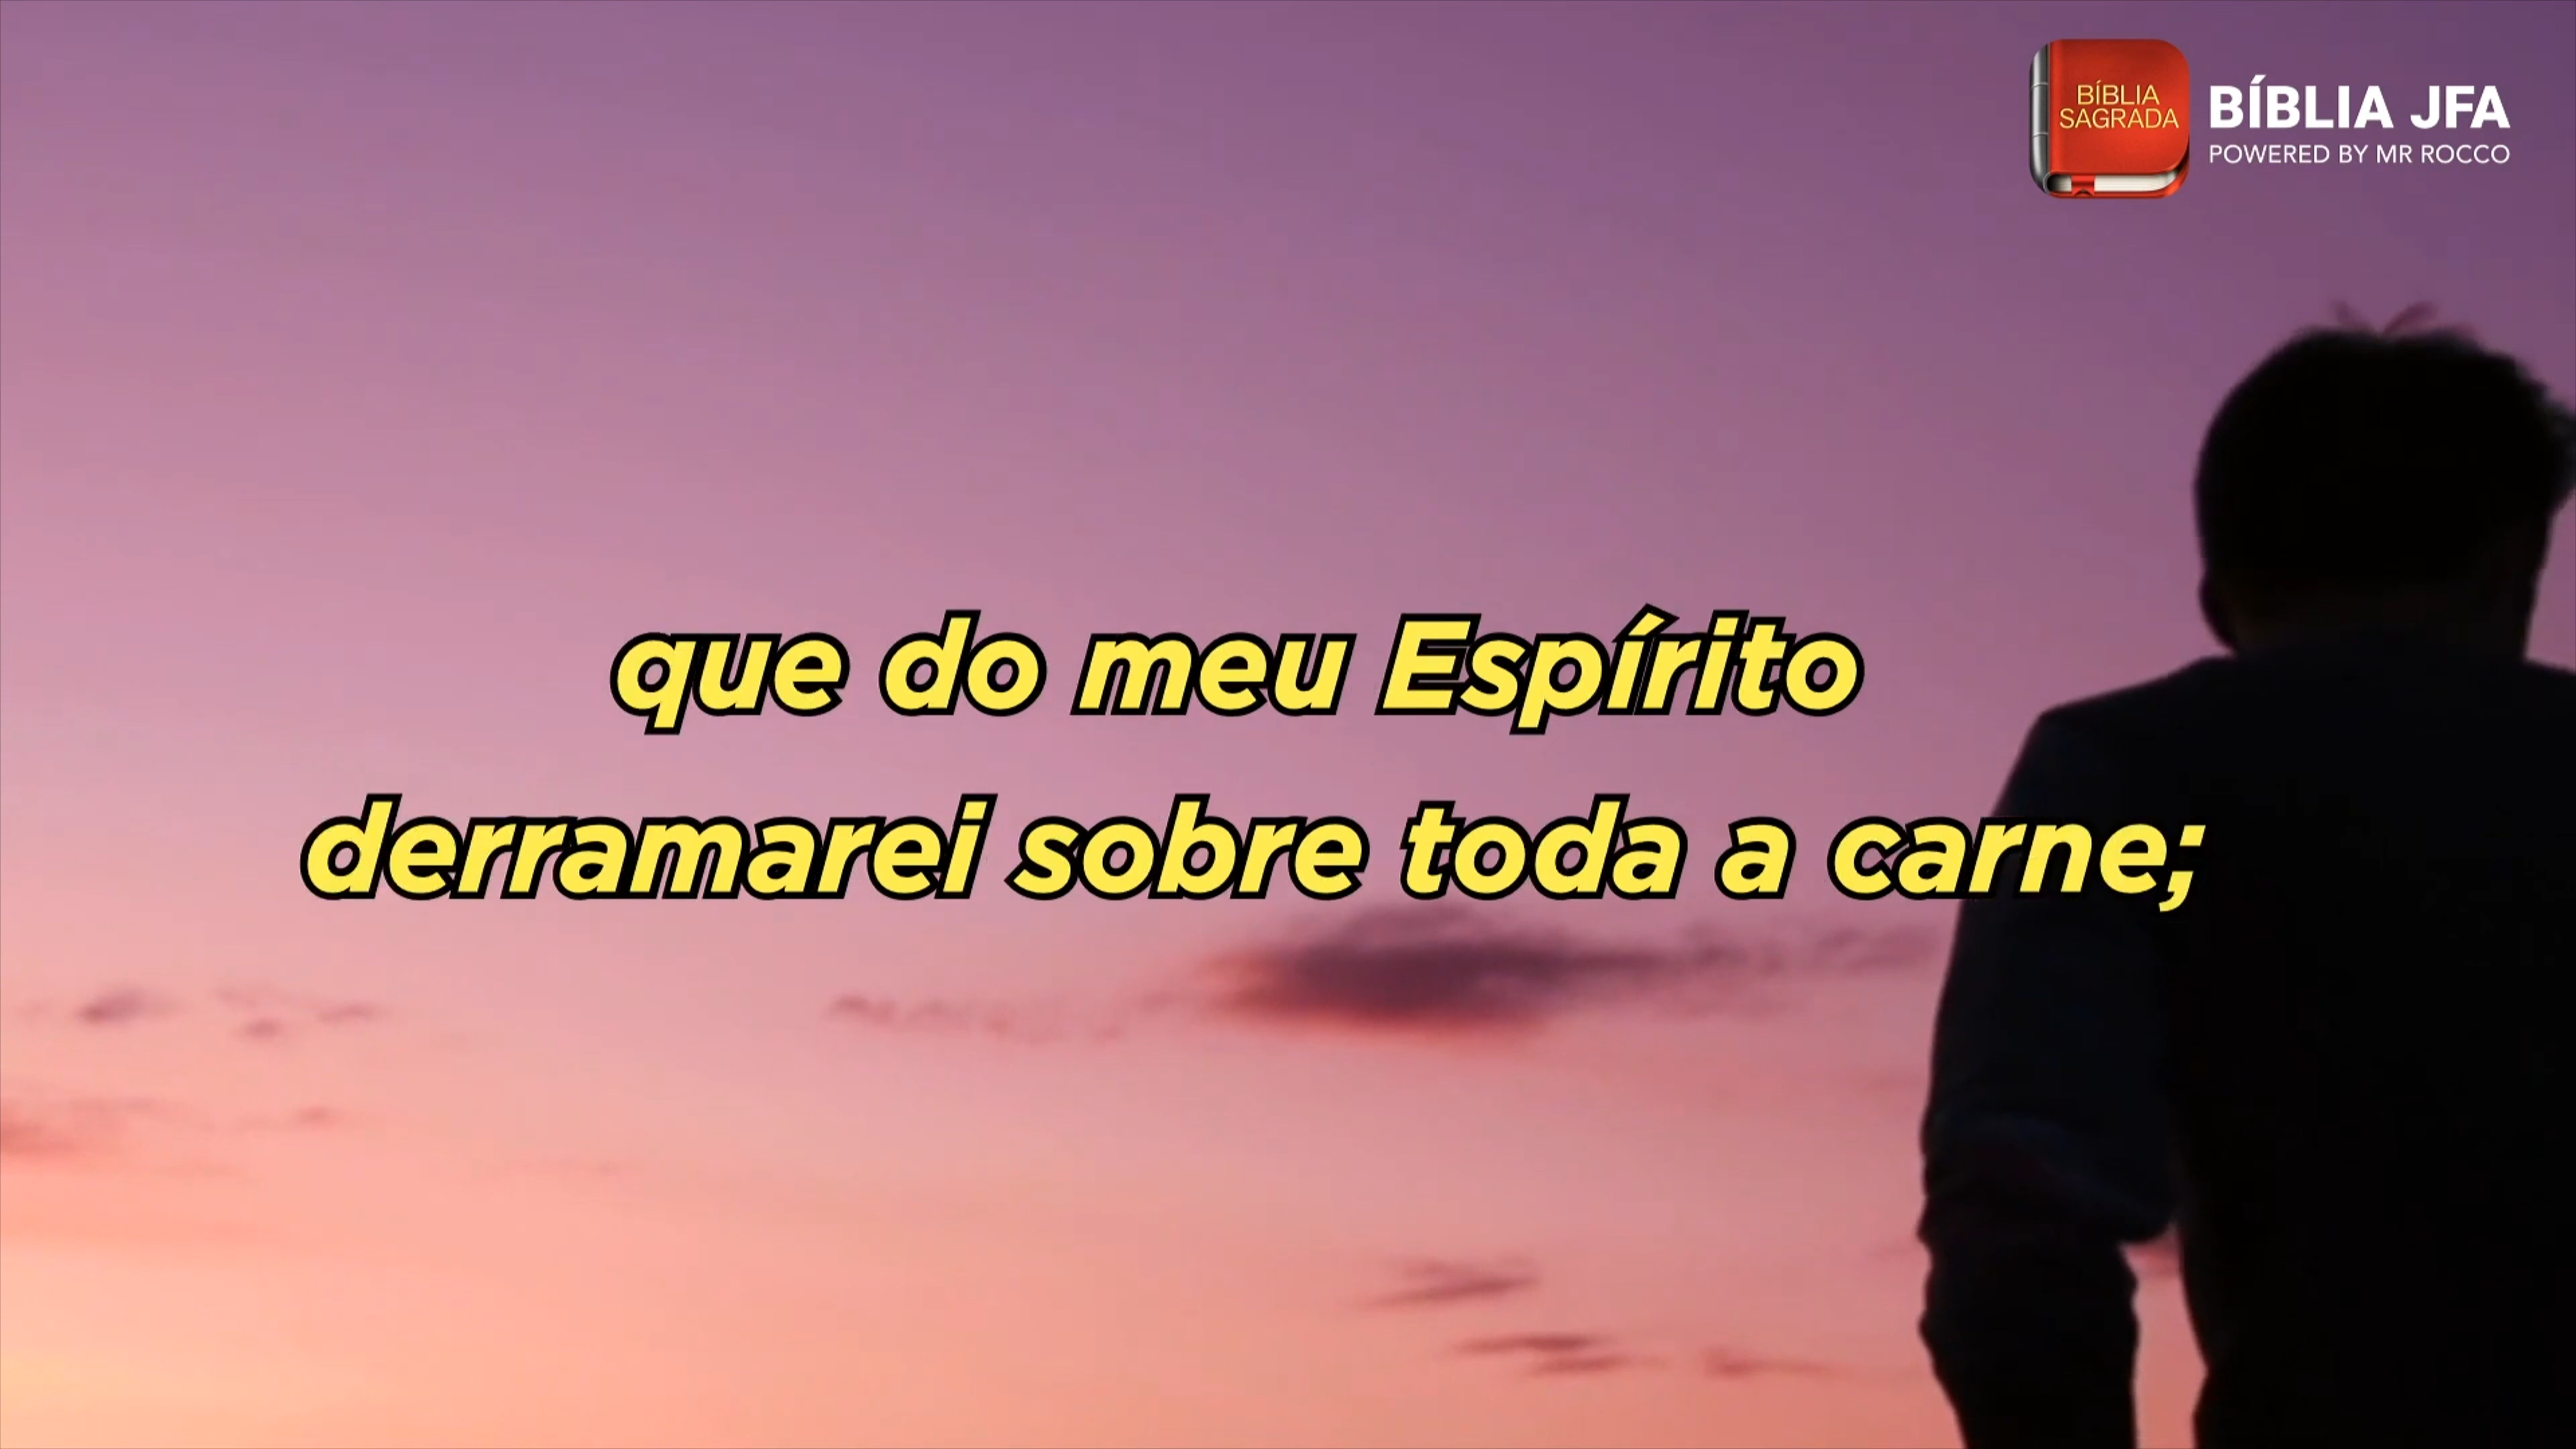 BÍBLIA
SAGRADA
BÍBLIA JFA
POWERED BY MR ROCCO
que do meu Espírito
derramarei sobre toda a carne;